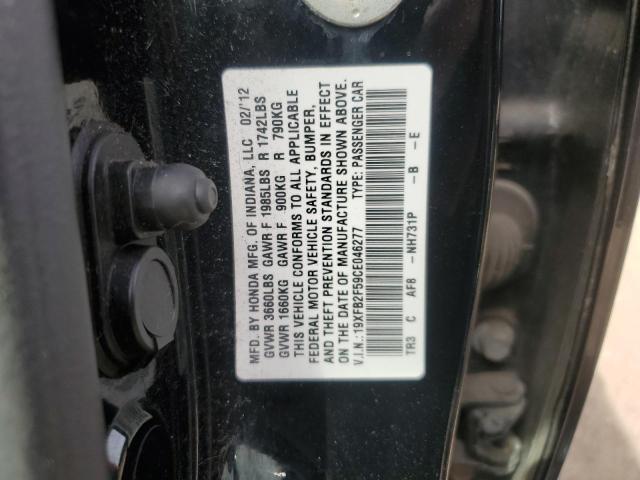 MFD. BY HONDA MFG. OF INDIANA, LLC 02/'12
GVWR 3660LBS GAWR F 1985LBS R 1742LBS
GVWR 1660KG GAWR F 900KG R 790KG
THIS VEHICLE CONFORMS TO ALL APPLICABLE
FEDERAL MOTOR VEHICLE SAFETY, BUMPER,
AND THEFT PREVENTION STANDARDS IN EFFECT
ON THE DATE OF MANUFACTURE SHOWN ABOVE.
V.I.N.:19XFB2F59CE046277 TYPE: PASSENGER CAR
TR3 C AF8 -NH731P -B -E